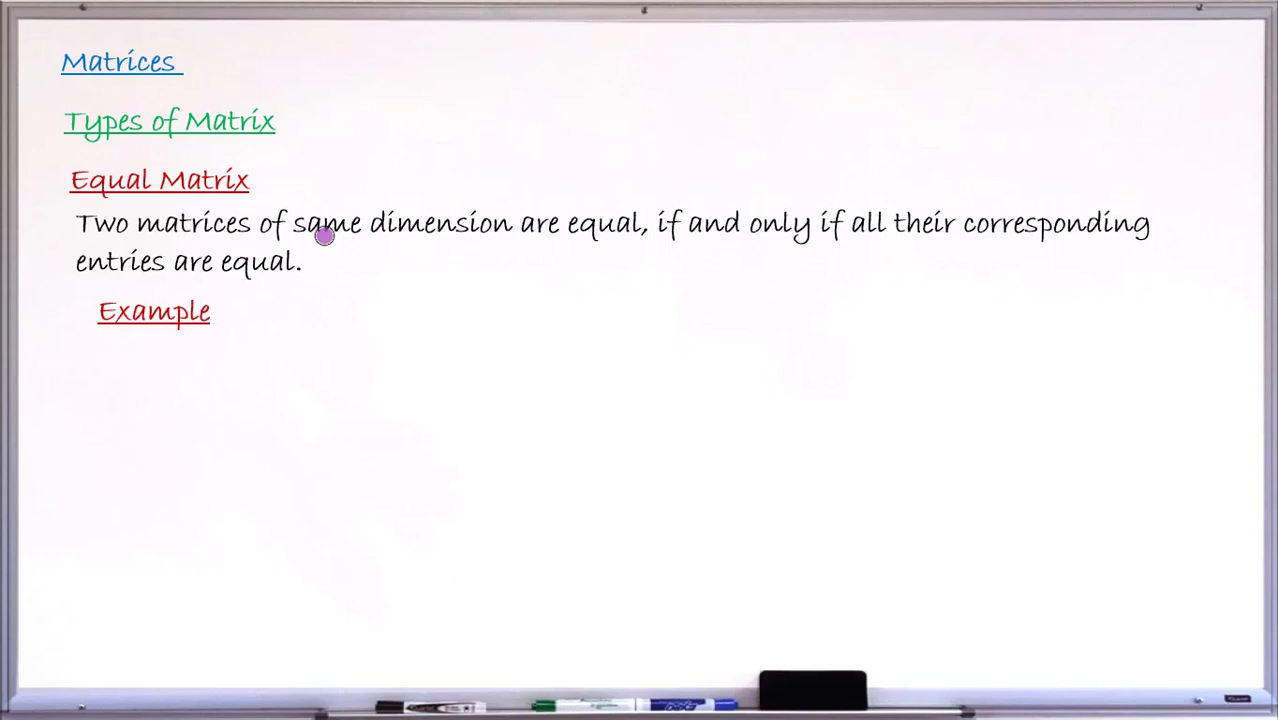 Matrices
Types of Matrix
Equal Matrix
Two matrices of same dimension are equal, if and only if all their corresponding
entries are equal.
Example